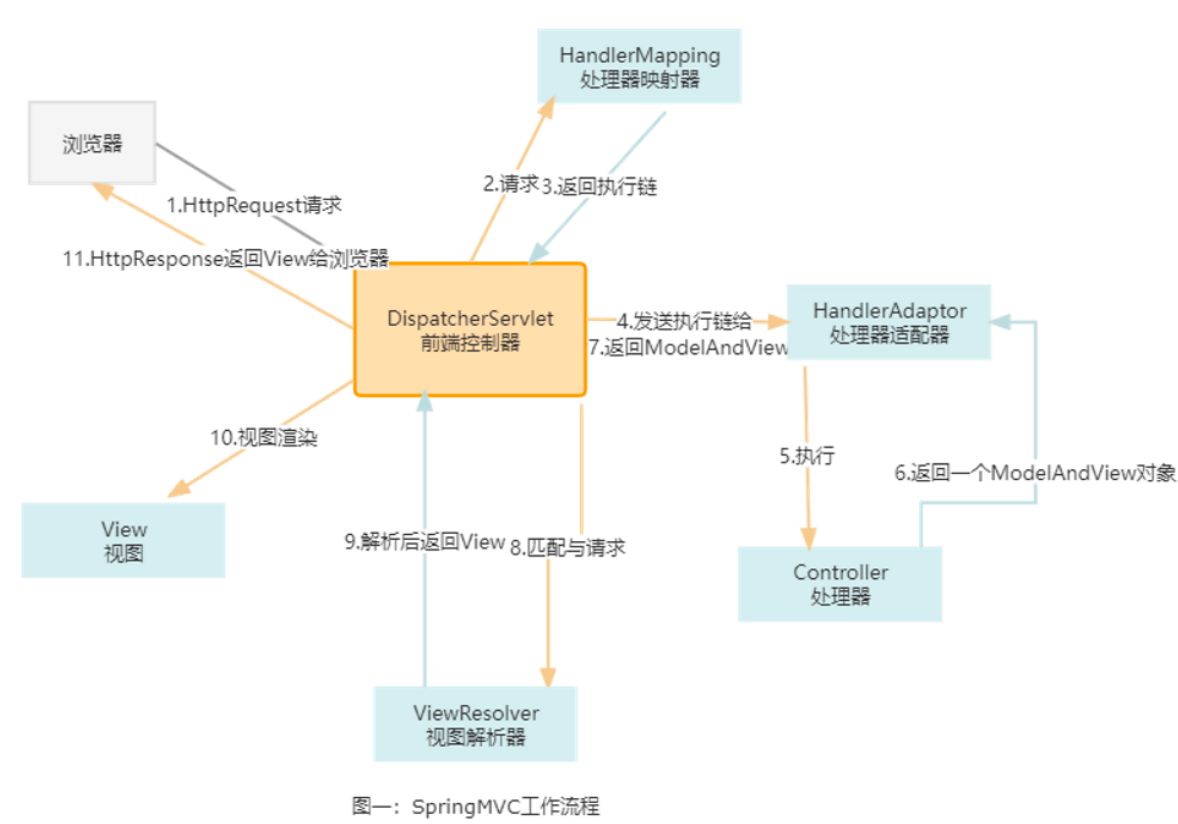 HandlerMapping
处理器映射器
浏览器
2.请求
3.返回执行链
1.HttpRequest请求
11.HttpResponse返回View给浏览器
DispatcherServlet
前端控制器
4.发送执行链给
7.返回ModelAndView
HandlerAdaptor
处理器适配器
10.视图渲染
5.执行
6.返回一个ModelAndView对象
View
视图
9.解析后返回View
8.匹配与请求
Controller
处理器
ViewResolver
视图解析器
图一：SpringMVC工作流程